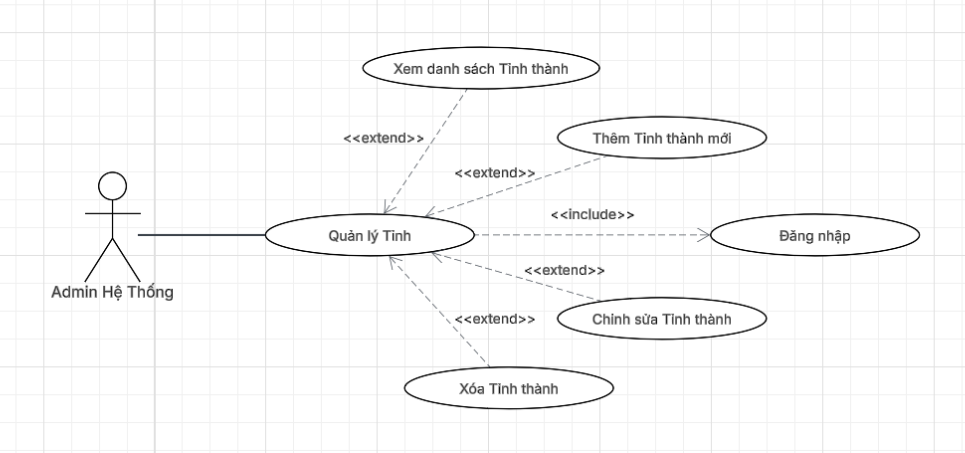 Xem danh sách Tỉnh thành
<<extend>>
Thêm Tỉnh thành mới
<<extend>>
<<include>>
Quản lý Tỉnh
Đăng nhập
<<extend>>
Admin Hệ Thống
<<extend>>
Chỉnh sửa Tỉnh thành
Xóa Tỉnh thành